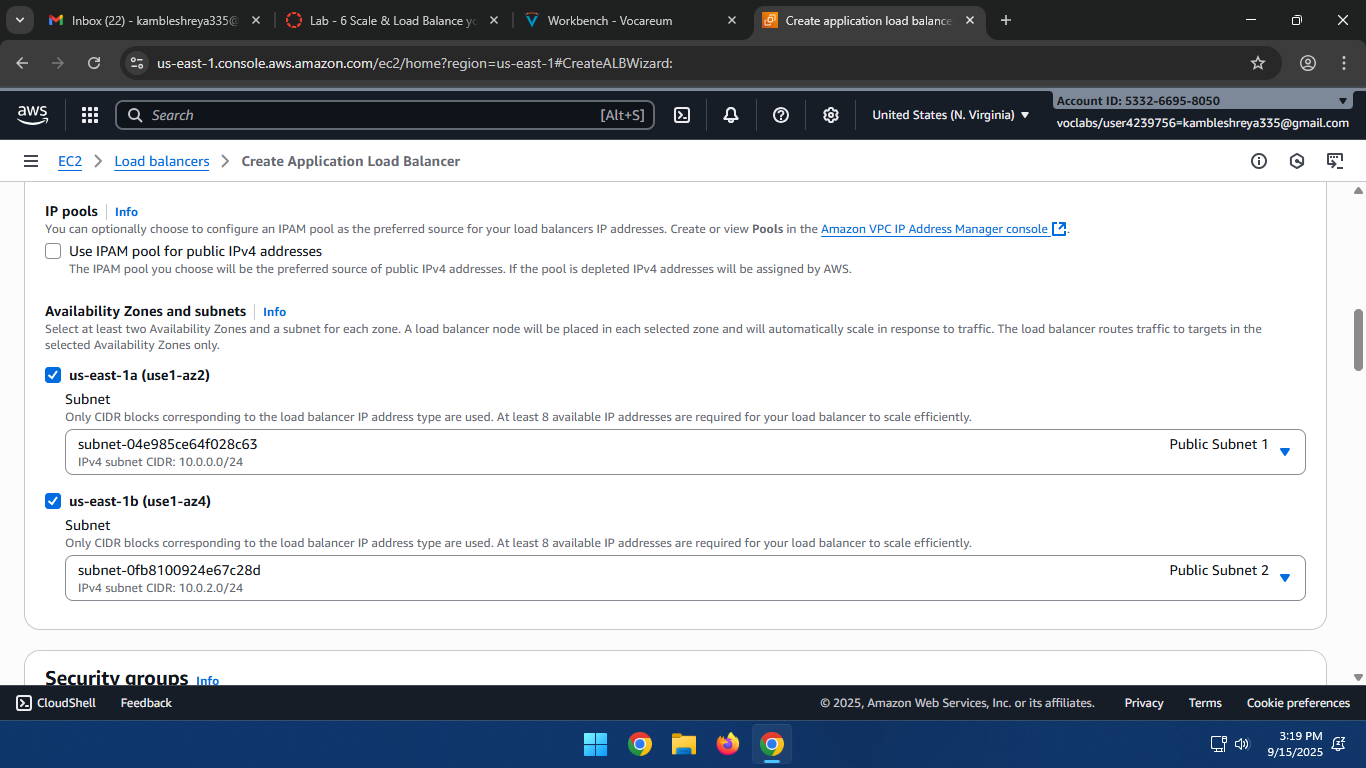 Inbox (22) - kambleshreya335@
Lab - 6 Scale & Load Balance yo
Workbench - Vocareum
Create application load balance
us-east-1.console.aws.amazon.com/ec2/home?region=us-east-1#CreateALBWizard:
aws
Search
[Alt+S]
United States (N. Virginia)
Account ID: 5332-6695-8050
voclabs/user4239756=kambleshreya335@gmail.com
EC2 > Load balancers > Create Application Load Balancer
IP pools Info
You can optionally choose to configure an IPAM pool as the preferred source for your load balancers IP addresses. Create or view Pools in the Amazon VPC IP Address Manager console.
Use IPAM pool for public IPv4 addresses
The IPAM pool you choose will be the preferred source of public IPv4 addresses. If the pool is depleted IPv4 addresses will be assigned by AWS.
Availability Zones and subnets Info
Select at least two Availability Zones and a subnet for each zone. A load balancer node will be placed in each selected zone and will automatically scale in response to traffic. The load balancer routes traffic to targets in the
selected Availability Zones only.
us-east-1a (use1-az2)
Subnet
Only CIDR blocks corresponding to the load balancer IP address type are used. At least 8 available IP addresses are required for your load balancer to scale efficiently.
subnet-04e985ce64f028c63 Public Subnet 1
IPv4 subnet CIDR: 10.0.0.0/24
us-east-1b (use1-az4)
Subnet
Only CIDR blocks corresponding to the load balancer IP address type are used. At least 8 available IP addresses are required for your load balancer to scale efficiently.
subnet-0fb8100924e67c28d Public Subnet 2
IPv4 subnet CIDR: 10.0.2.0/24
Security groups Info
CloudShell Feedback © 2025, Amazon Web Services, Inc. or its affiliates. Privacy Terms Cookie preferences
3:19 PM
9/15/2025